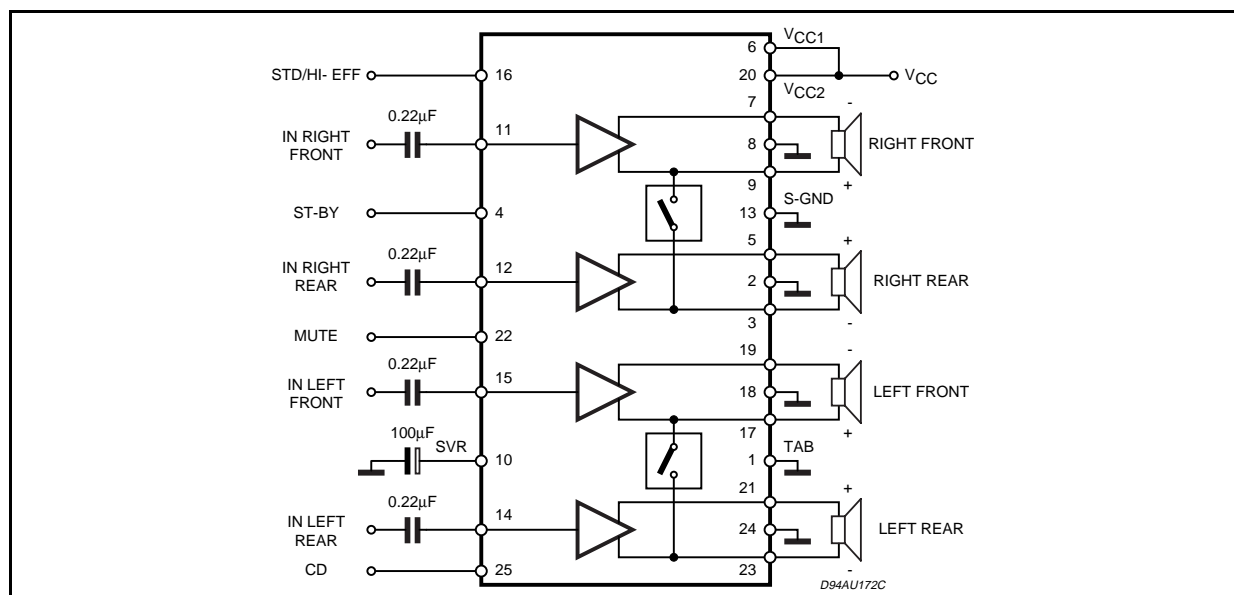 6
VCC1
STD/HI- EFF
16
20
VCC
VCC2
7
-
0.22μF
11
IN RIGHT
FRONT
8
RIGHT FRONT
9
+
S-GND
ST-BY
4
13
5
+
0.22μF
12
IN RIGHT
REAR
2
RIGHT REAR
3
-
MUTE
22
19
-
0.22μF
15
IN LEFT
FRONT
18
LEFT FRONT
17
+
100μF
SVR
10
TAB
1
21
+
0.22μF
14
IN LEFT
REAR
24
LEFT REAR
CD
25
23
-
D94AU172C